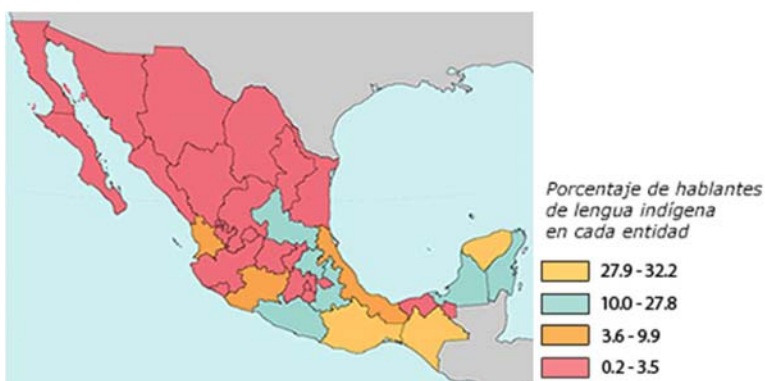 Porcentaje de hablantes
de lengua indígena
en cada entidad
27.9 - 32.2
10.0 - 27.8
3.6 - 9.9
0.2 - 3.5